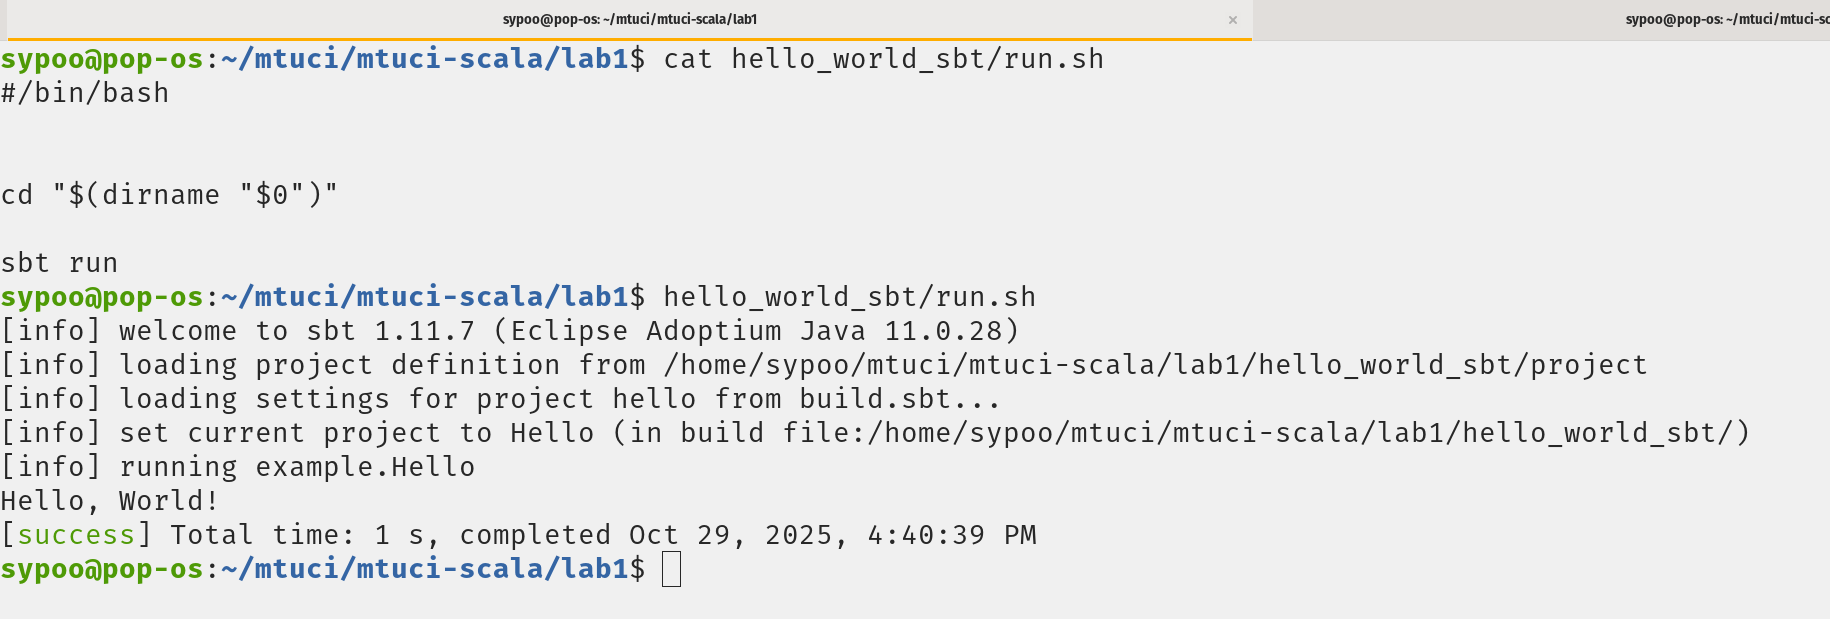 sypoo@pop-os: ~/mtuci/mtuci-scala/lab1
×
sypoo@pop-os: ~/mtuci/mtuci-sc
sypoo@pop-os:~/mtuci/mtuci-scala/lab1$ cat hello_world_sbt/run.sh
#/bin/bash
cd "$(dirname "$0")"
sbt run
sypoo@pop-os:~/mtuci/mtuci-scala/lab1$ hello_world_sbt/run.sh
[info] welcome to sbt 1.11.7 (Eclipse Adoptium Java 11.0.28)
[info] loading project definition from /home/sypoo/mtuci/mtuci-scala/lab1/hello_world_sbt/project
[info] loading settings for project hello from build.sbt...
[info] set current project to Hello (in build file:/home/sypoo/mtuci/mtuci-scala/lab1/hello_world_sbt/)
[info] running example.Hello
Hello, World!
[success] Total time: 1 s, completed Oct 29, 2025, 4:40:39 PM
sypoo@pop-os:~/mtuci/mtuci-scala/lab1$